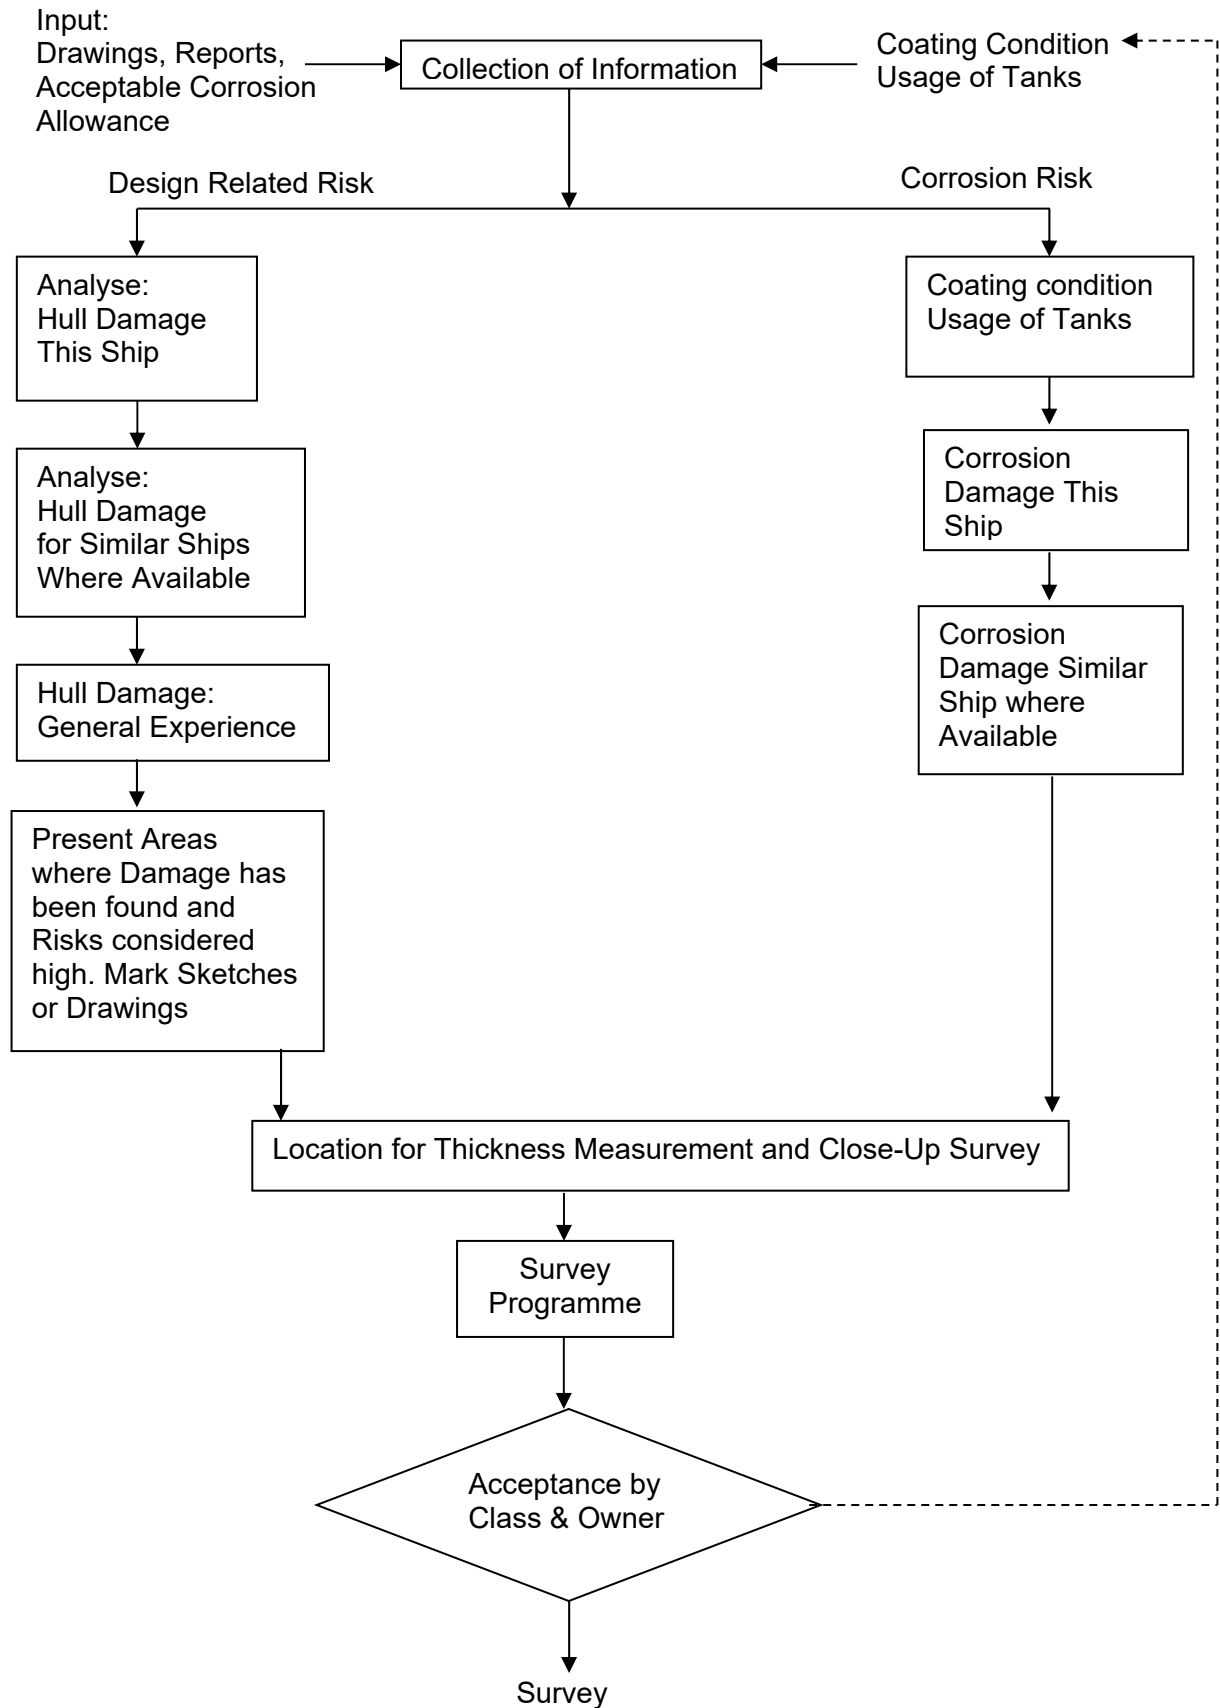 Input:
Drawings, Reports,
Acceptable Corrosion
Allowance
Collection of Information
Coating Condition
Usage of Tanks
Design Related Risk
Corrosion Risk
Analyse:
Hull Damage
This Ship
Analyse:
Hull Damage
for Similar Ships
Where Available
Hull Damage:
General Experience
Present Areas
where Damage has
been found and
Risks considered
high. Mark Sketches
or Drawings
Coating condition
Usage of Tanks
Corrosion
Damage This
Ship
Corrosion
Damage Similar
Ship where
Available
Location for Thickness Measurement and Close-Up Survey
Survey
Programme
Acceptance by
Class & Owner
Survey